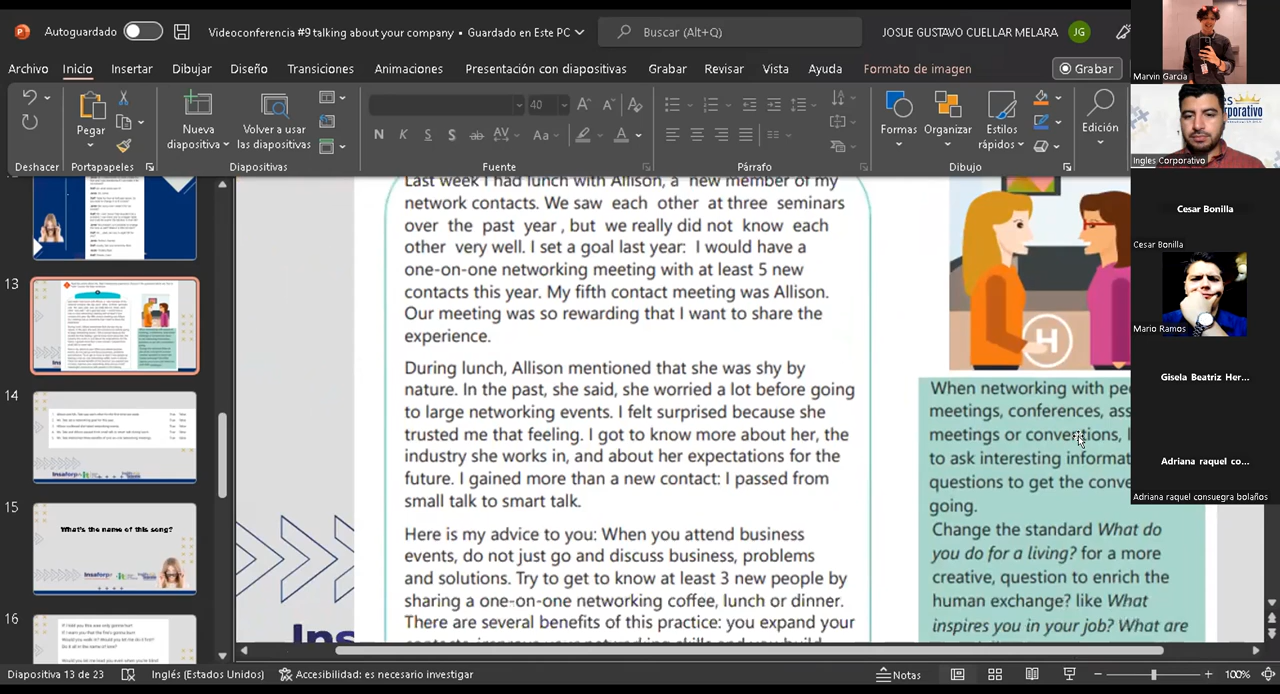 Autoguardado
Videoconferencia #9 talking about your company • Guardado en Este PC
Buscar (Alt+Q)
JOSUE GUSTAVO CUELLAR MELARA
JG
Archivo
Inicio
Insertar
Dibujar
Diseño
Transiciones
Animaciones
Presentación con diapositivas
Grabar
Revisar
Vista
Ayuda
Formato de imagen
Grabar
Pegar
Nueva
diapositiva
Volver a usar
las diapositivas
40
Formas
Organizar
Estilos
rápidos
Edición
Deshacer
Portapapeles
Diapositivas
Fuente
Párrafo
Dibujo
13
14
15
What's the name of this song?
16
Last week I had lunch with Allison, a new member of my
network contacts. We saw each other at three seminars
over the past year , but we really did not know each
other very well. I set a goal last year: I would have
one-on-one networking meeting with at least 5 new
contacts this year. My fifth contact meeting was Allison.
Our meeting was so rewarding that I want to share the
experience.
During lunch, Allison mentioned that she was shy by
nature. In the past, she said, she worried a lot before going
to large networking events. I felt surprised because she
trusted me that feeling. I got to know more about her, the
industry she works in, and about her expectations for the
future. I gained more than a new contact: I passed from
small talk to smart talk.
Here is my advice to you: When you attend business
events, do not just go and discuss business, problems
and solutions. Try to get to know at least 3 new people by
sharing a one-on-one networking coffee, lunch or dinner.
There are several benefits of this practice: you expand your
H
When networking with pe
meetings, conferences, ass
meetings or conventions, l
to ask interesting informat
questions to get the conve
going.
Change the standard What do
you do for a living? for a more
creative, question to enrich the
human exchange? like What
inspires you in your job? What are
Ins
Marvin Garcia
es
Corporativo
Ingles Corporativo
Cesar Bonilla
Cesar Bonilla
Mario Ramos
Gisela Beatriz Her...
Adriana raquel co...
Adriana raquel consuegra bolaños
Diapositiva 13 de 23
Inglés (Estados Unidos)
Accesibilidad: es necesario investigar
Notas
100%